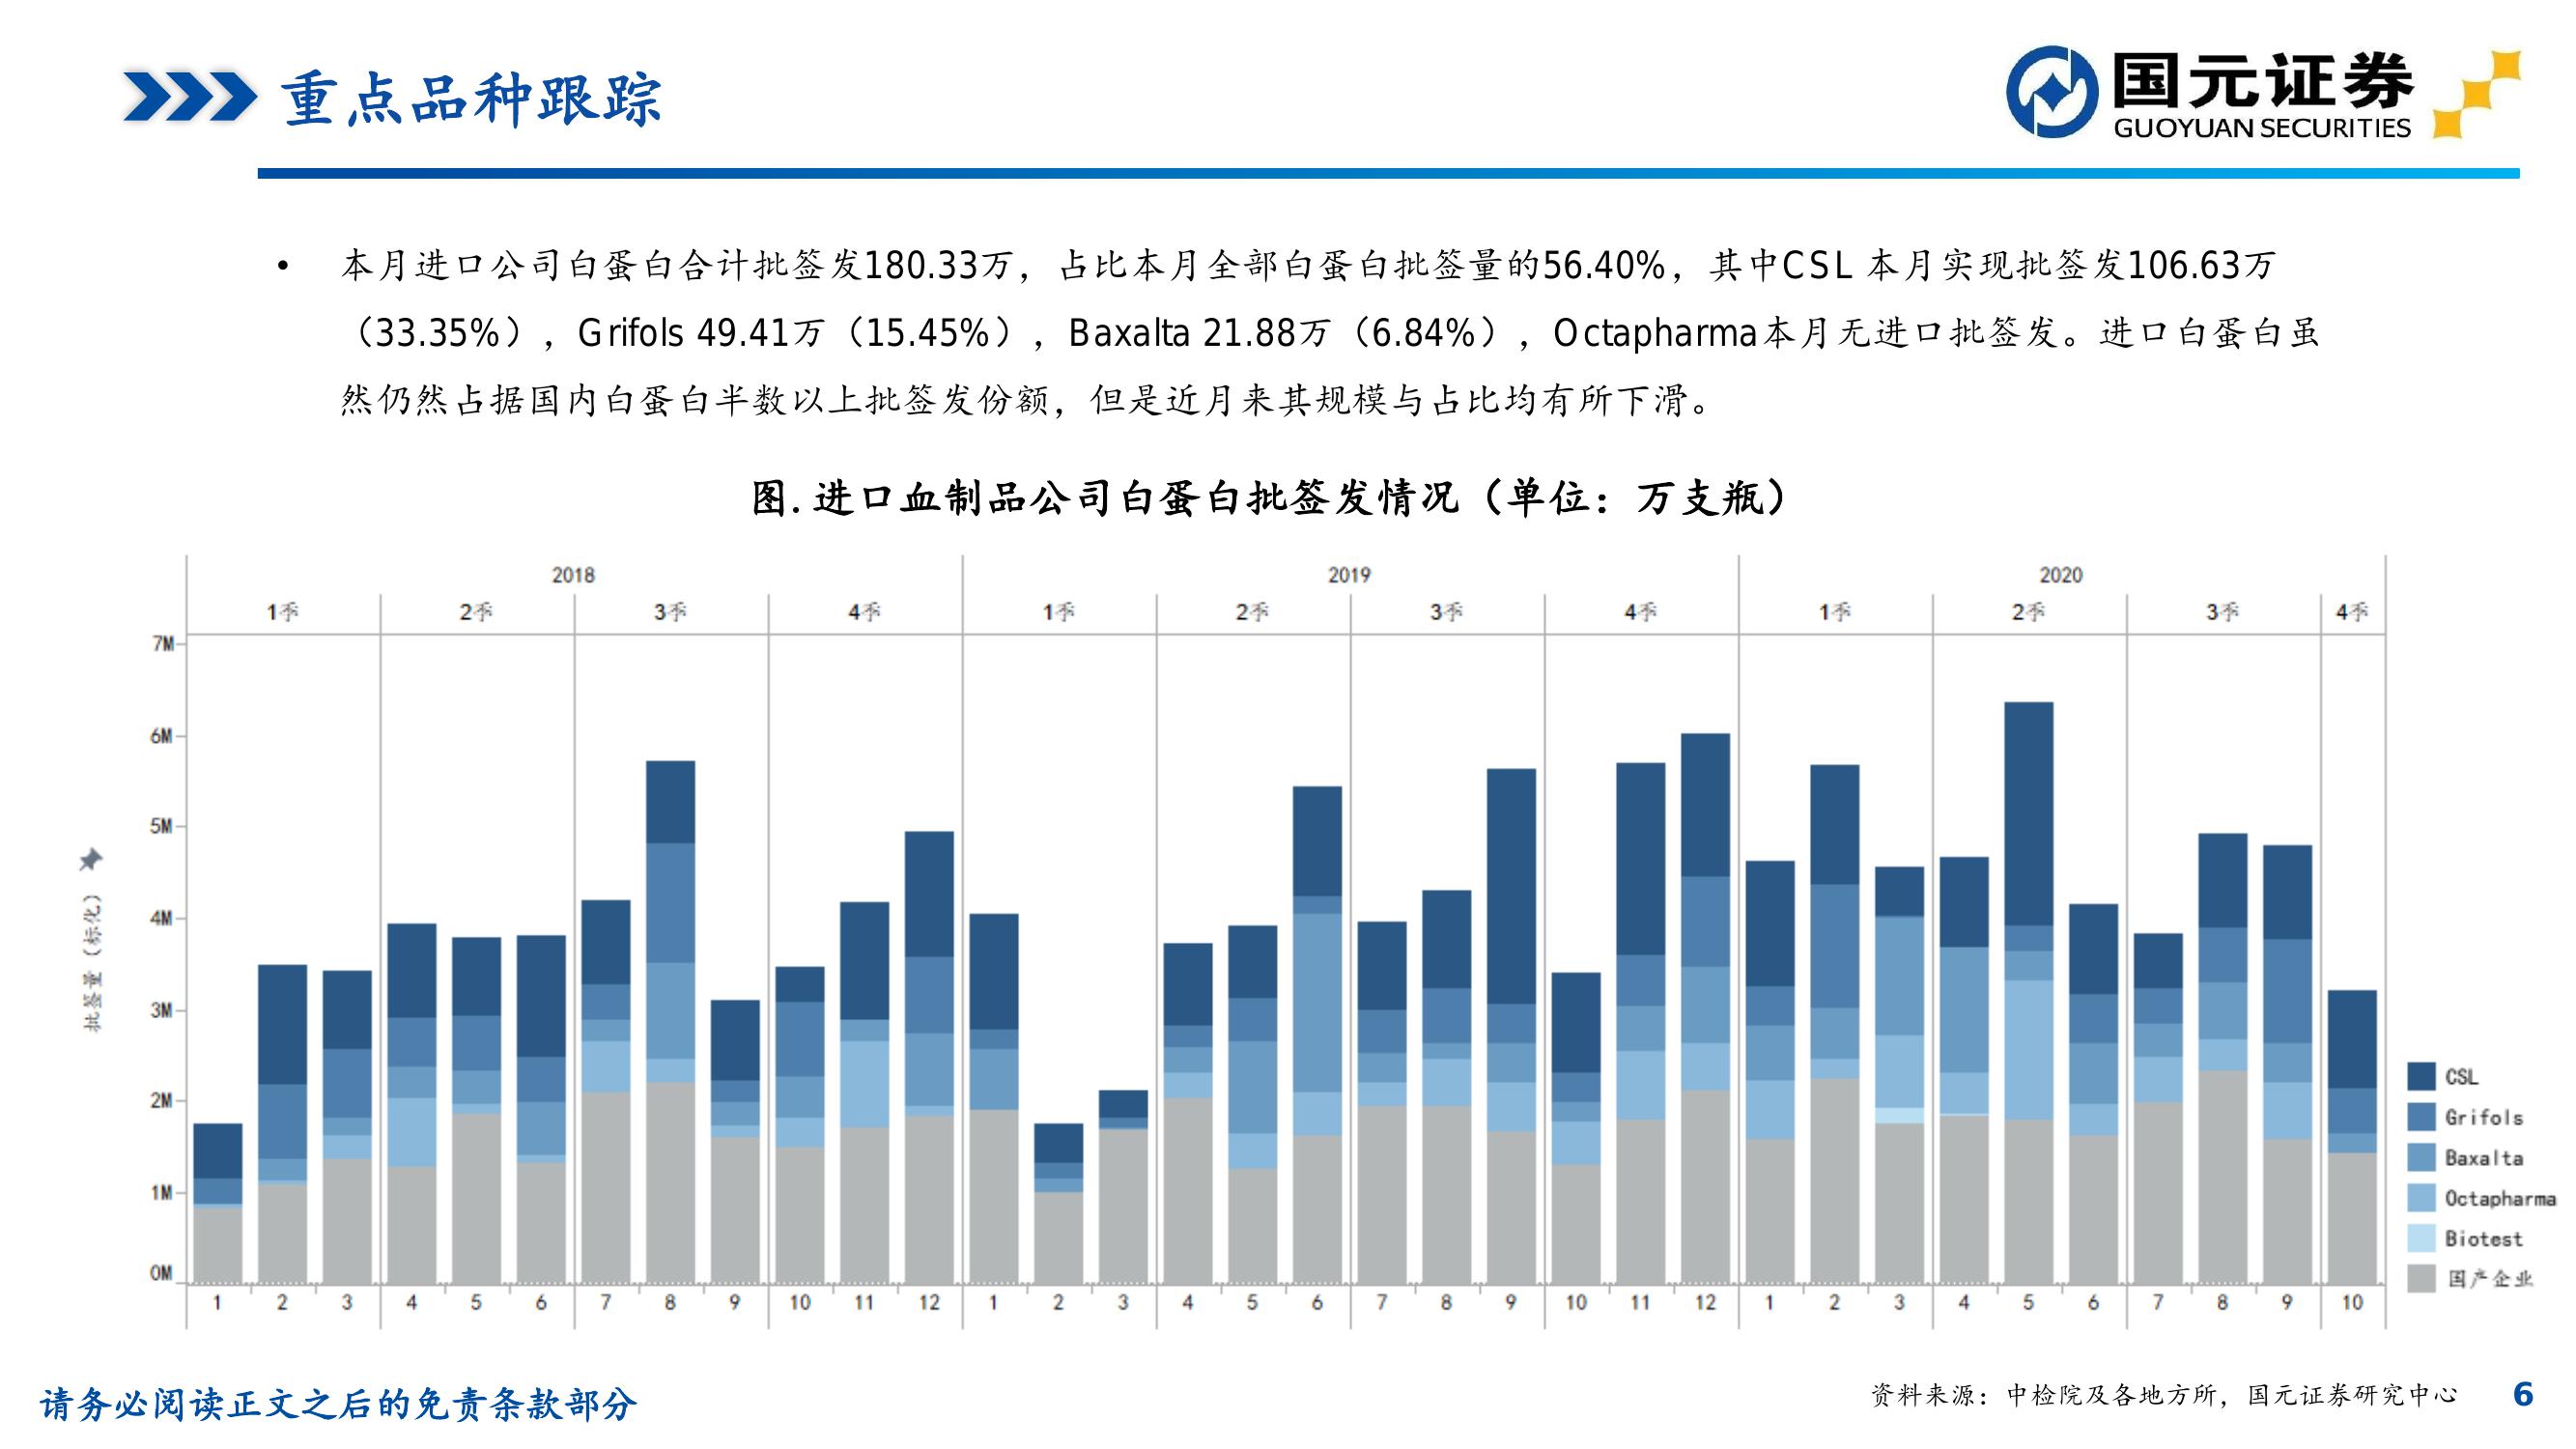 重点品种跟踪
国元证券
GUOYUAN SECURITIES
• 本月进口公司白蛋白合计批签发180.33万，占比本月全部白蛋白批签量的56.40%，其中CSL 本月实现批签发106.63万
（33.35%），Grifols 49.41万（15.45%），Baxalta 21.88万（6.84%），Octapharma本月无进口批签发。进口白蛋白虽
然仍然占据国内白蛋白半数以上批签发份额，但是近月来其规模与占比均有所下滑。
图. 进口血制品公司白蛋白批签发情况（单位：万支瓶）
2018 2019 2020
1季 2季 3季 4季 1季 2季 3季 4季 1季 2季 3季 4季
7M
6M
5M
4M
3M
2M
1M
0M
批签量（标化）
1 2 3 4 5 6 7 8 9 10 11 12 1 2 3 4 5 6 7 8 9 10 11 12 1 2 3 4 5 6 7 8 9 10
CSL
Grifols
Baxalta
Octapharma
Biotest
国产企业
请务必阅读正文之后的免责条款部分
资料来源：中检院及各地方所，国元证券研究中心
6